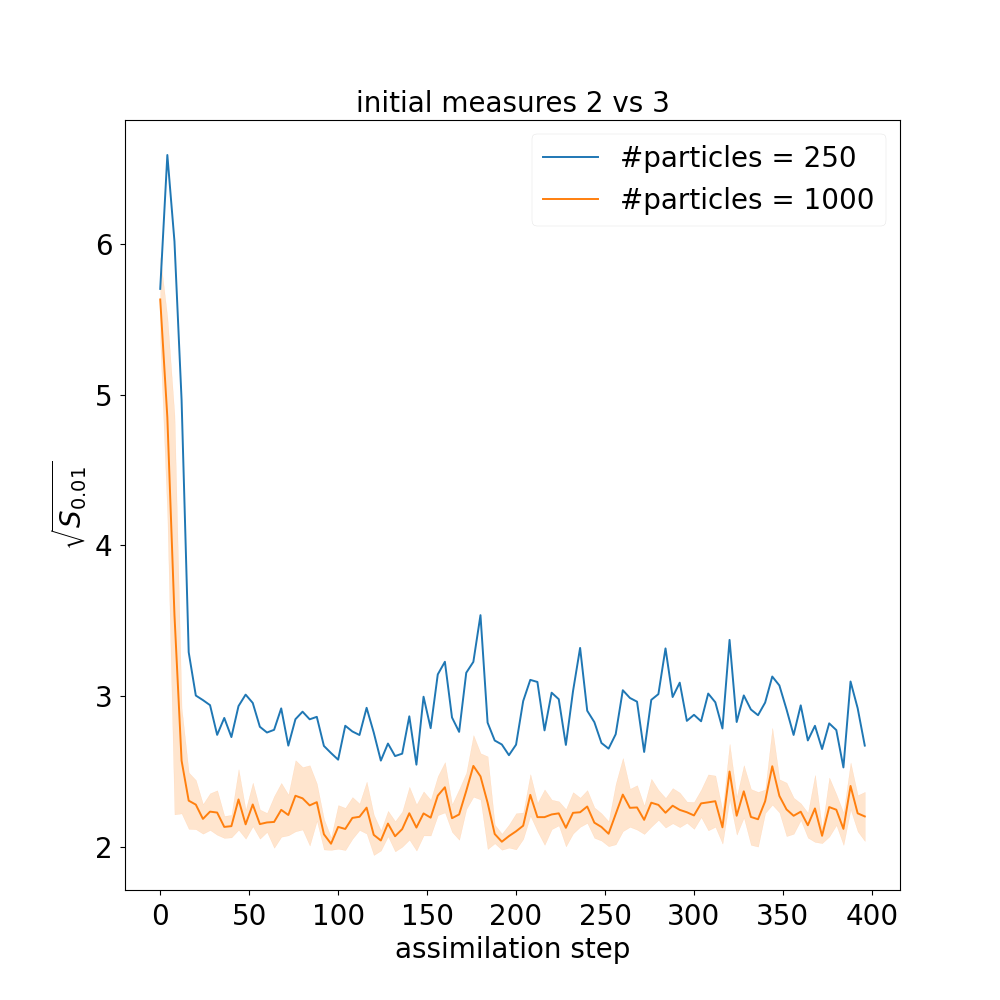 initial measures 2 vs 3
#particles = 250
#particles = 1000
6
5
4
3
2
√S0.01
0 50 100 150 200 250 300 350 400
assimilation step